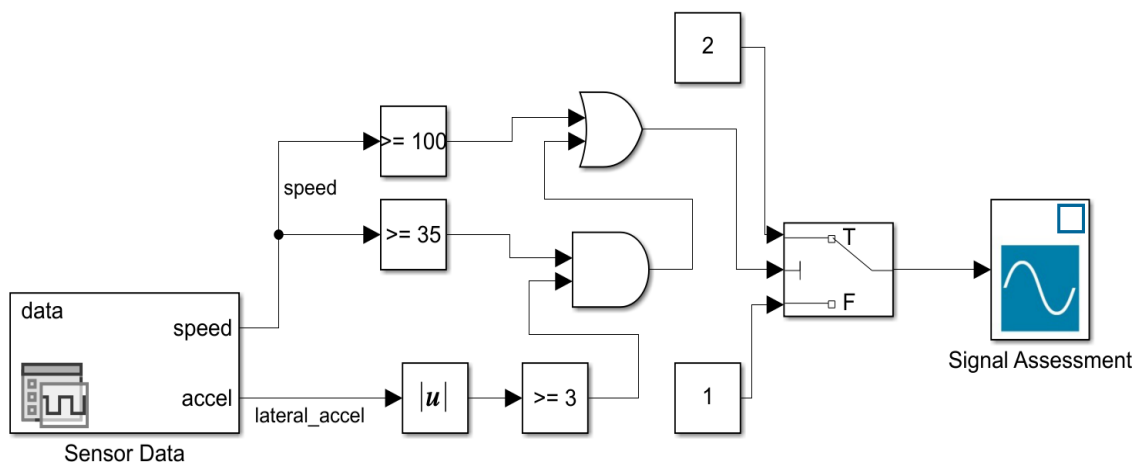 2
>= 100
speed
>= 35
T
data
speed
F
accel
lateral_accel
|u|
>= 3
1
Signal Assessment
Sensor Data